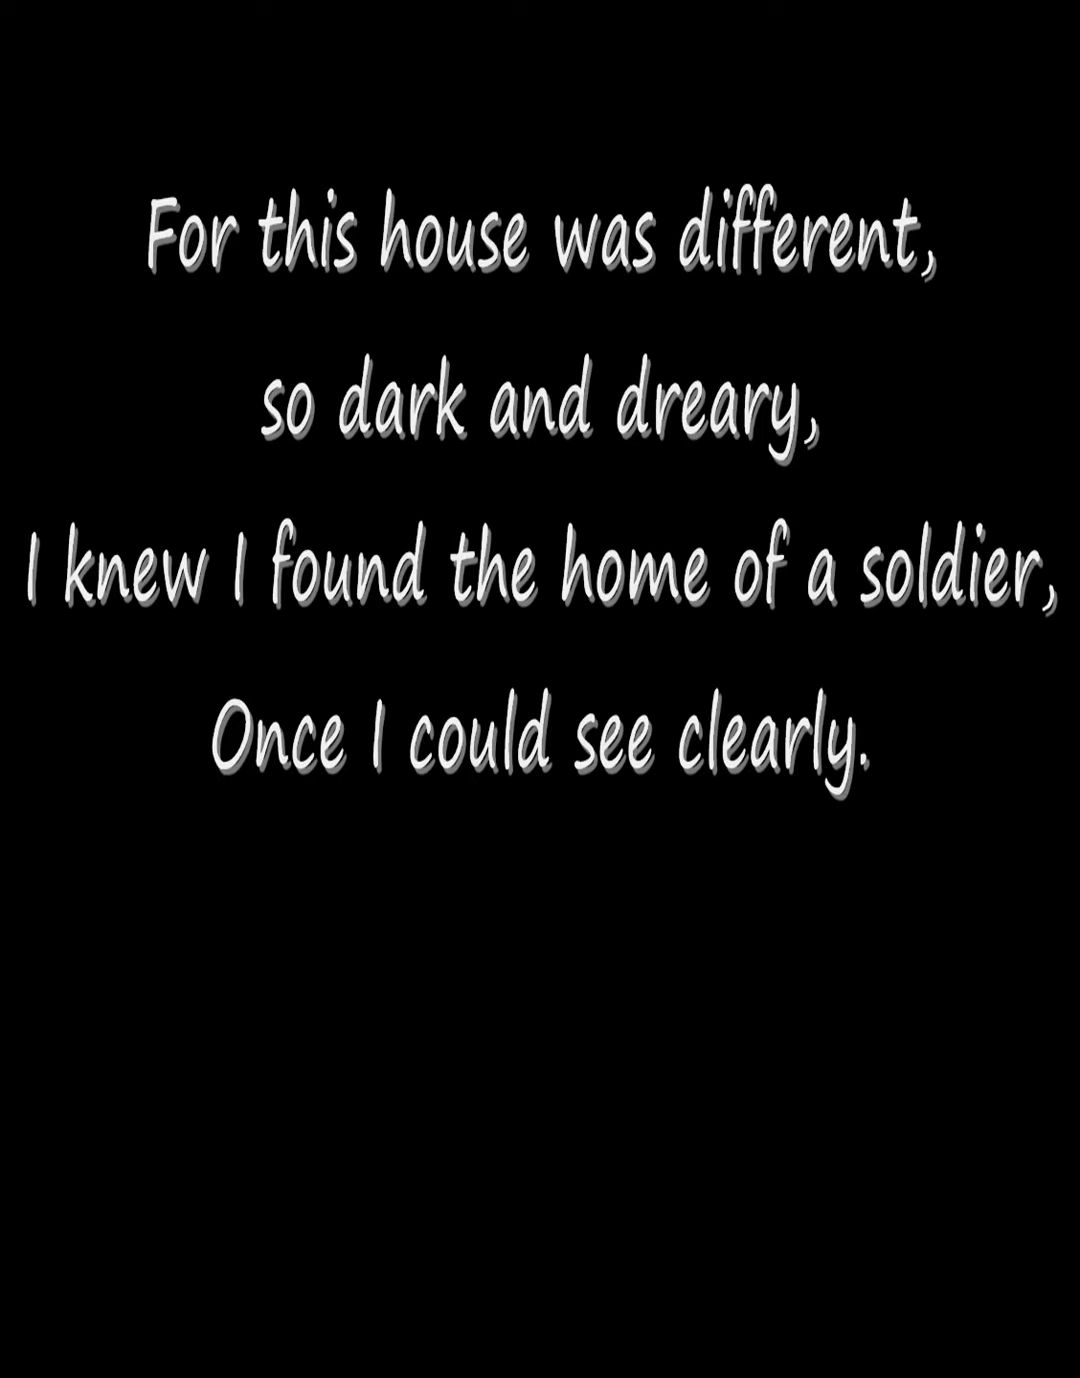 For this house was different,
so dark and dreary,
I knew I found the home of a soldier,
Once I could see clearly.